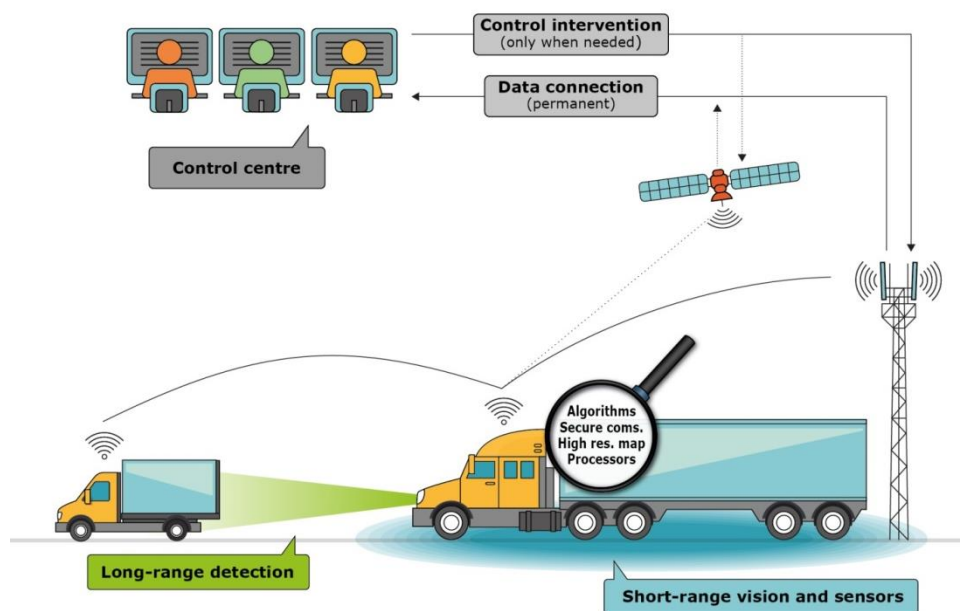 Control intervention
(only when needed)
Data connection
(permanent)
Control centre
Algorithms
Secure coms.
High res. map
Processors
Long-range detection
Short-range vision and sensors